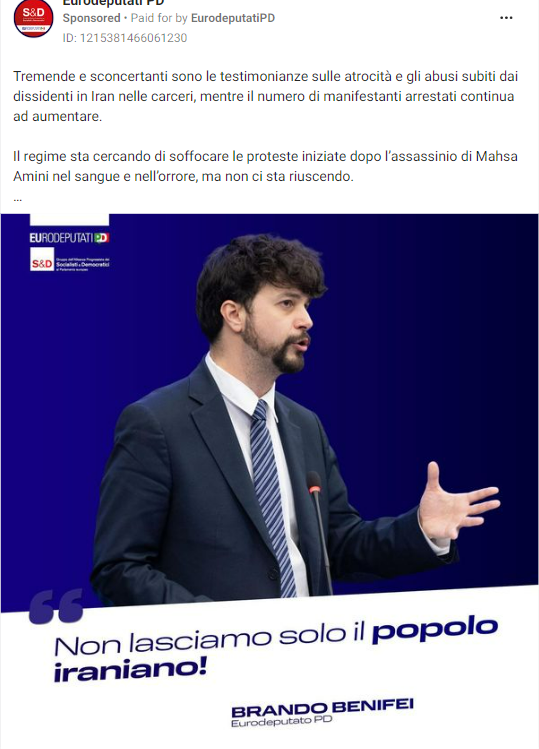 Eurodeputati PD
Sponsored • Paid for by EurodeputatiPD
ID: 1215381466061230
Tremende e sconcertanti sono le testimonianze sulle atrocità e gli abusi subiti dai
dissidenti in Iran nelle carceri, mentre il numero di manifestanti arrestati continua
ad aumentare.
Il regime sta cercando di soffocare le proteste iniziate dopo l'assassinio di Mahsa
Amini nel sangue e nell'orrore, ma non ci sta riuscendo.
...
EURODEPUTATI PD
S&D
Gruppo dell'Alleanza Progressista dei
Socialisti e Democratici
al Parlamento europeo
“
Non lasciamo solo il popolo
iraniano!
BRANDO BENIFEI
Eurodeputato PD